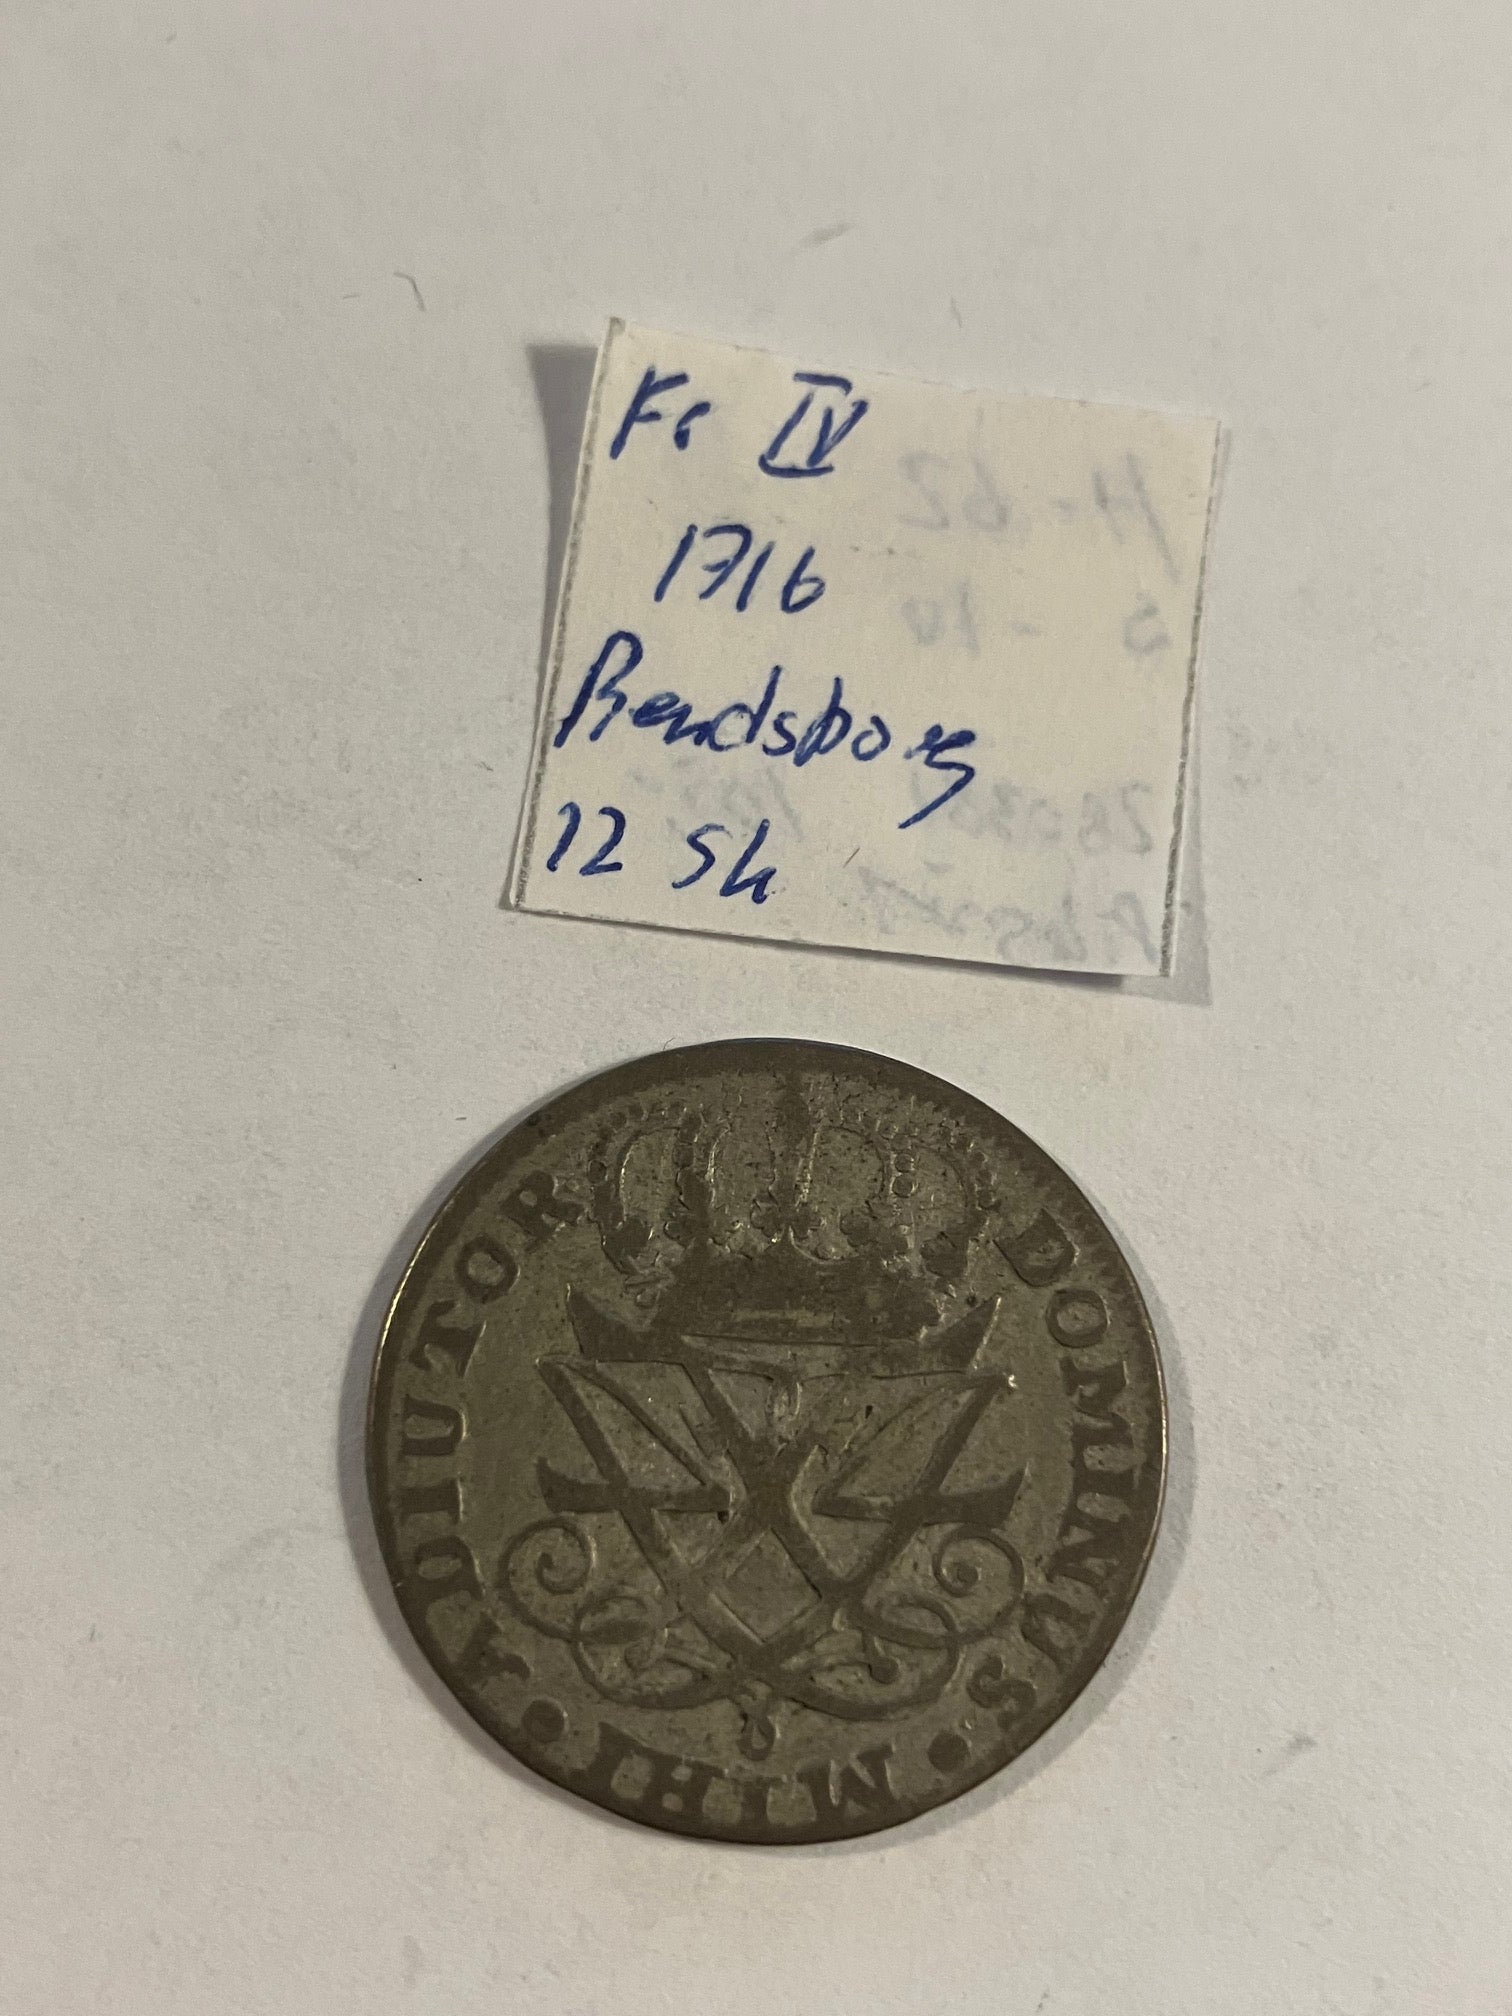 Fr IV
1716
Rendsborg
12 Sk
DOMINUS • MIHI • ADIUTOR